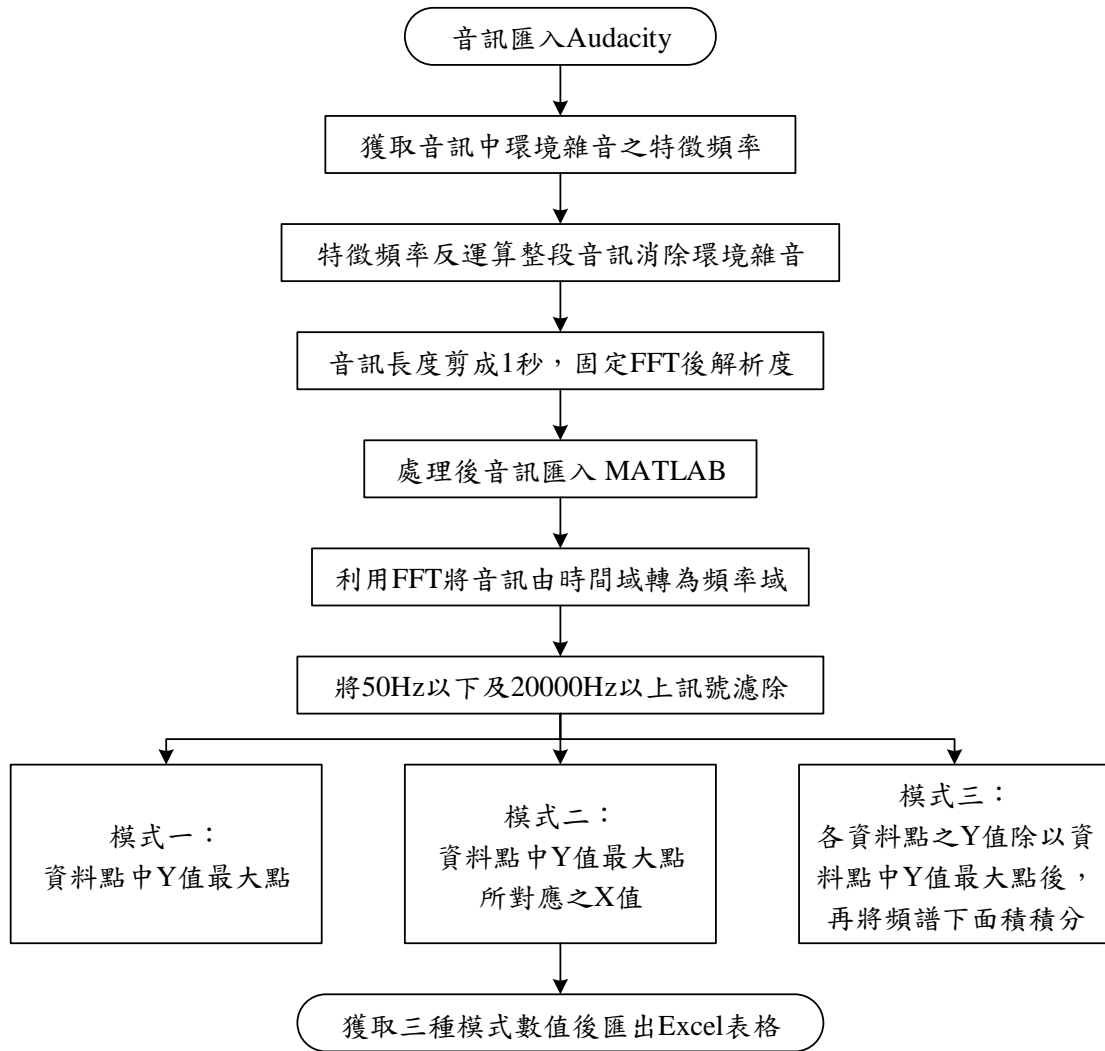 音訊匯入Audacity
獲取音訊中環境雜音之特徵頻率
特徵頻率反運算整段音訊消除環境雜音
音訊長度剪成1秒，固定FFT後解析度
處理後音訊匯入 MATLAB
利用FFT將音訊由時間域轉為頻率域
將50Hz以下及20000Hz以上訊號濾除
模式一：
資料點中Y值最大點
模式二：
資料點中Y值最大點
所對應之X值
模式三：
各資料點之Y值除以資
料點中Y值最大點後，
再將頻譜下面積積分
獲取三種模式數值後匯出Excel表格